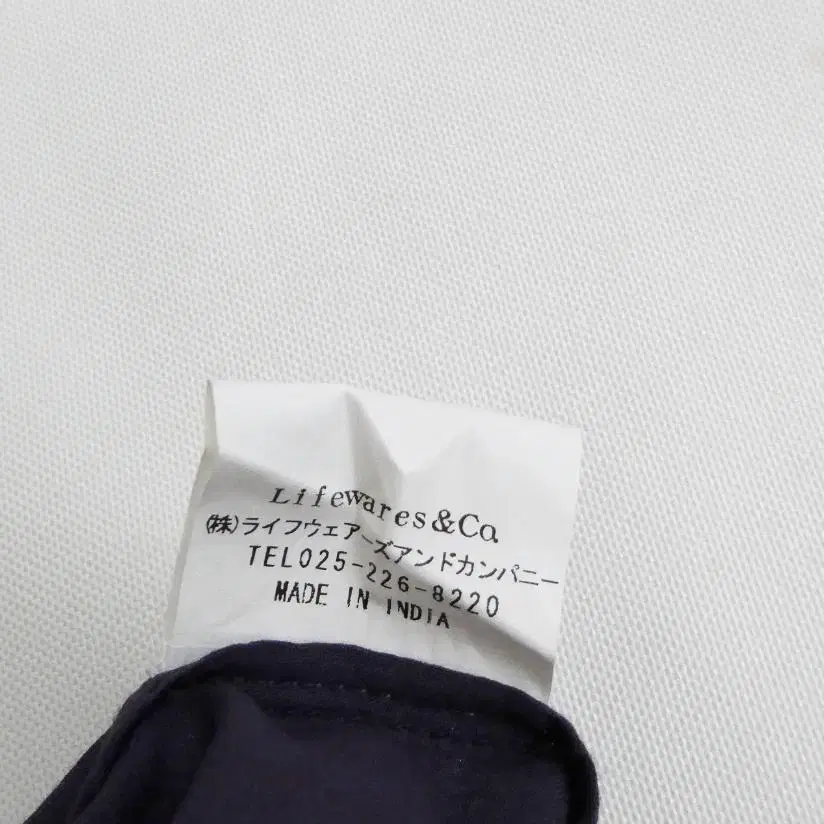 Lifewares&Co.
(株)ライフウェアーズアンドカンパニー
TEL025-226-8220
MADE IN INDIA